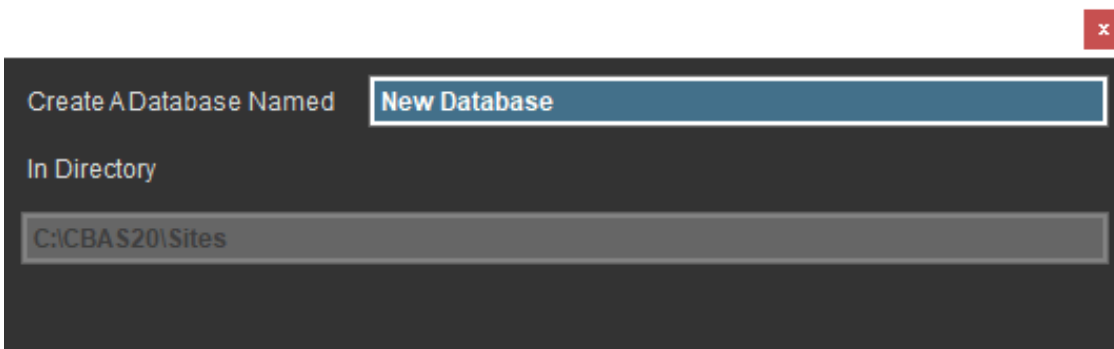 x
Create A Database Named New Database
In Directory
C:\CBAS20\Sites